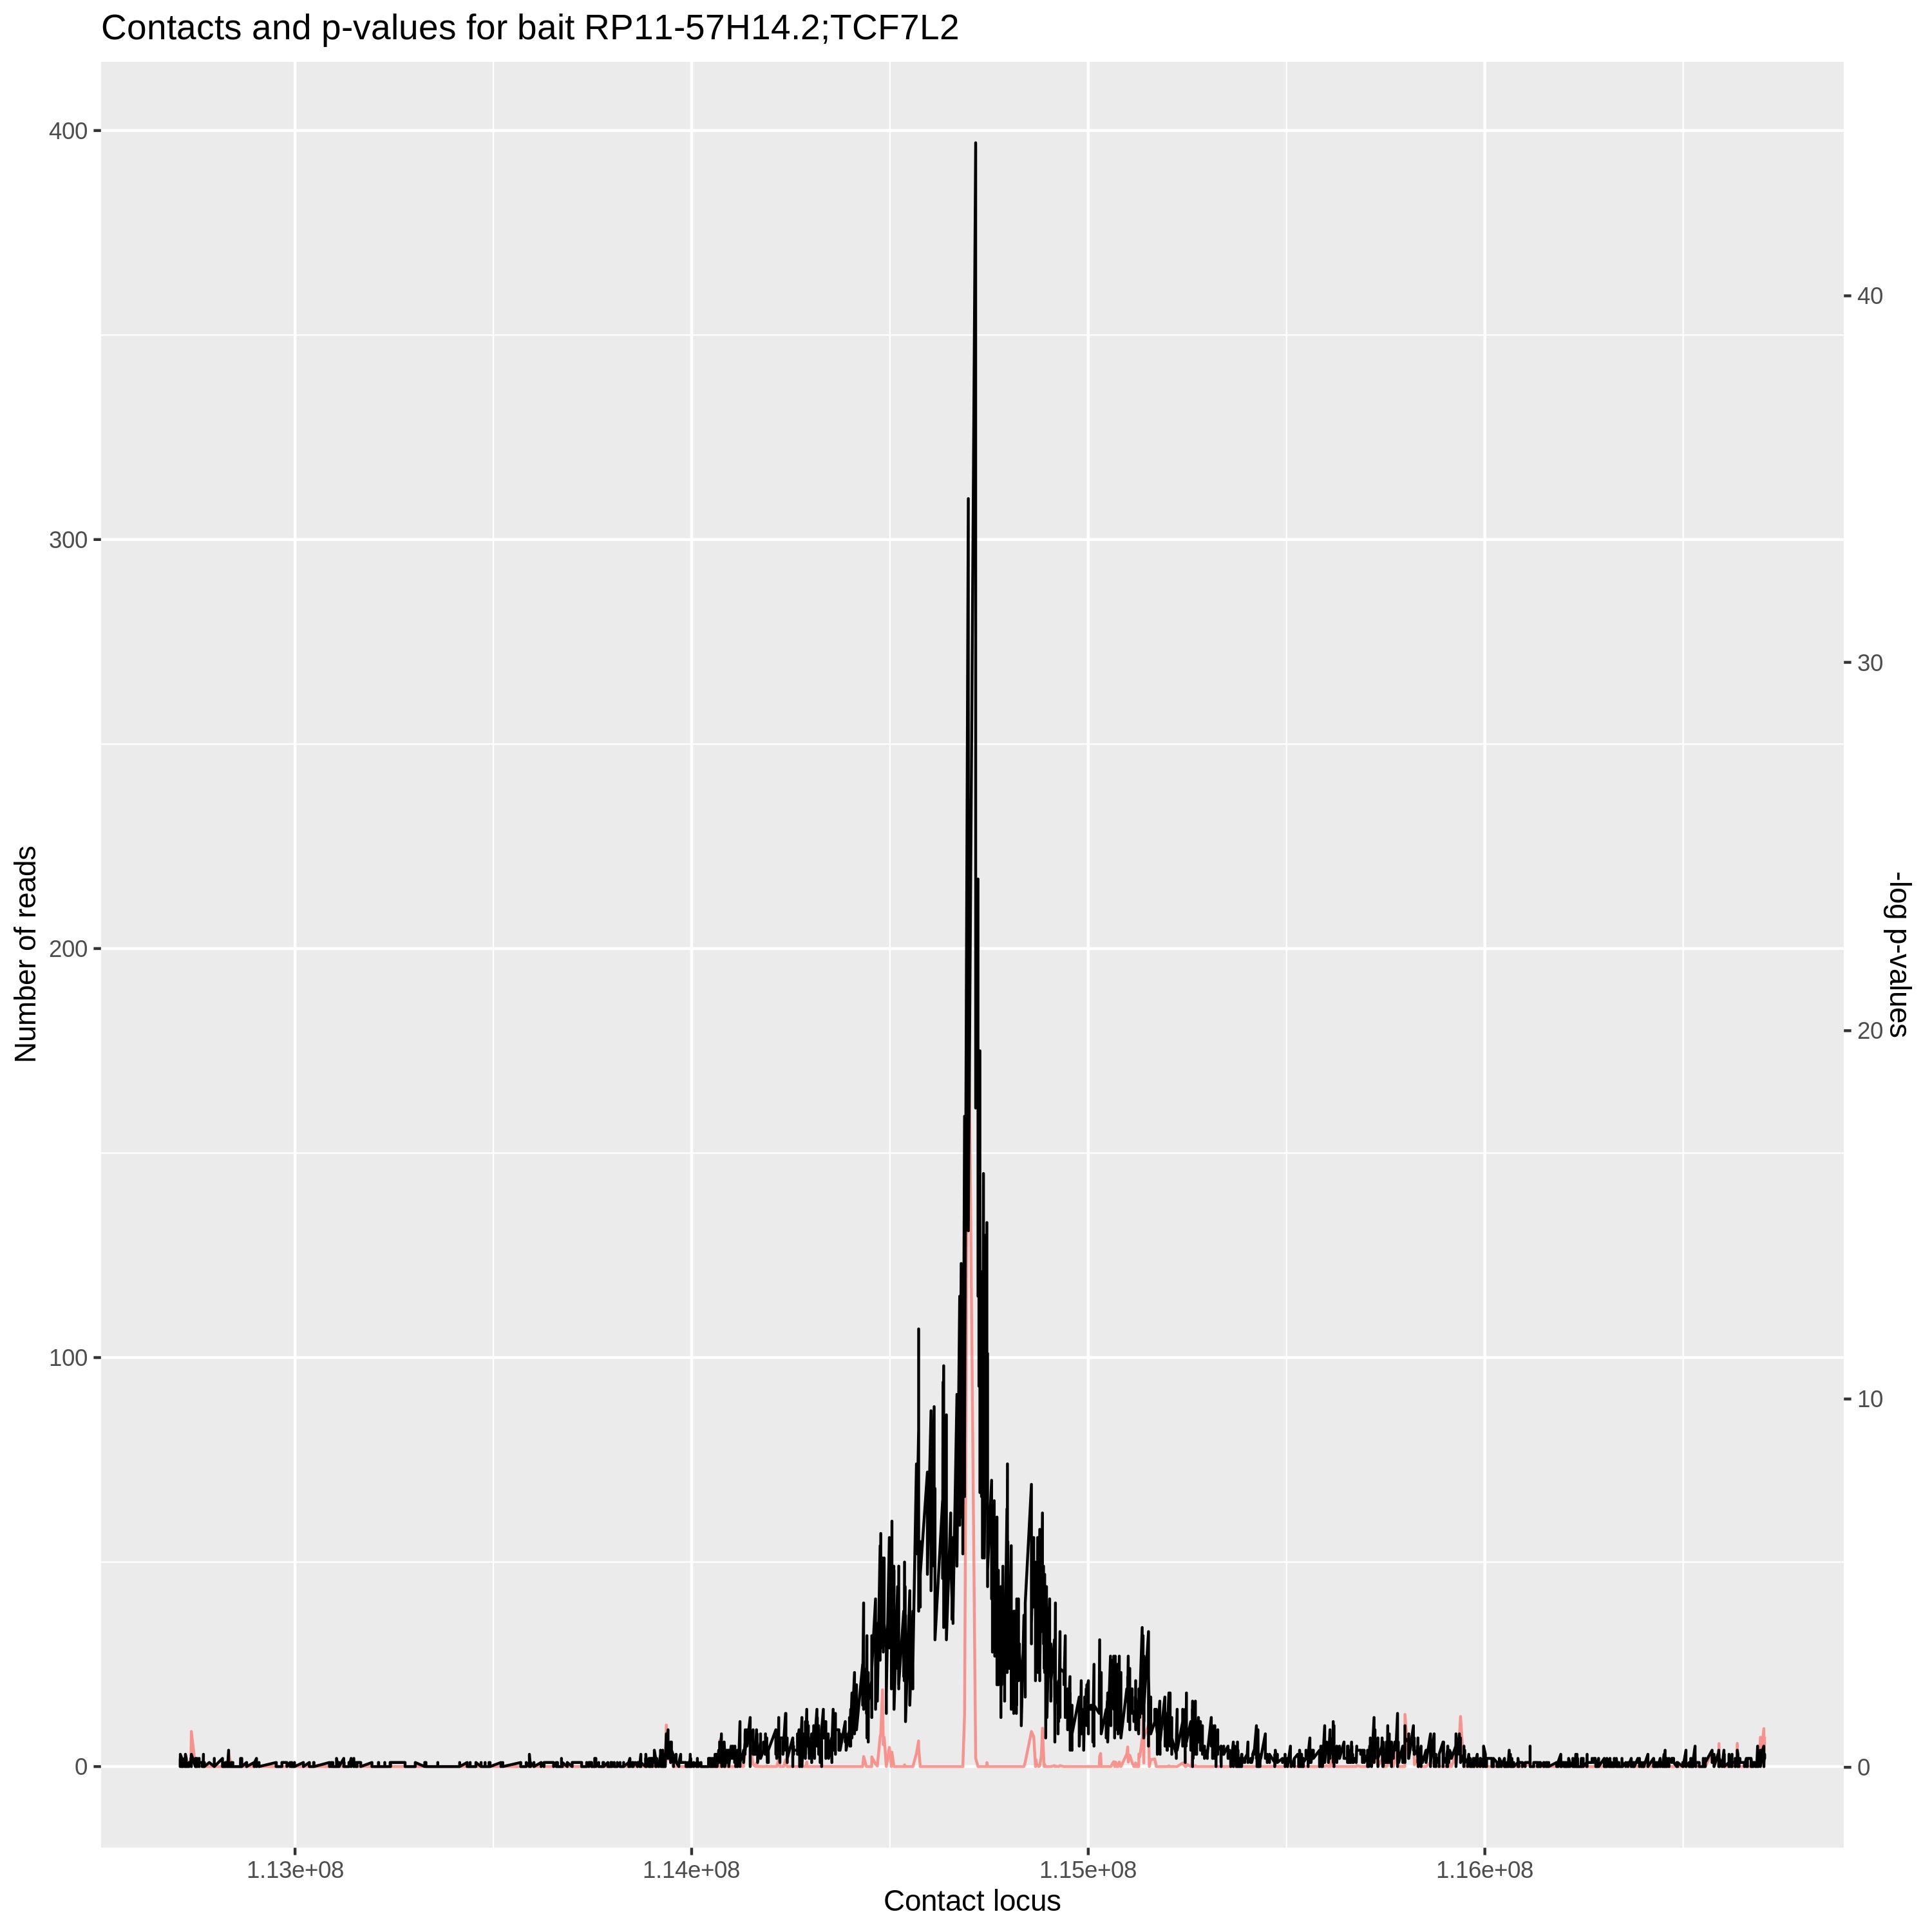 Contacts and p-values for bait RP11-57H14.2;TCF7L2
400
300
200
100
0
Number of reads
40
30
20
10
0
-log p-values
1.13e+08
1.14e+08
1.15e+08
1.16e+08
Contact locus